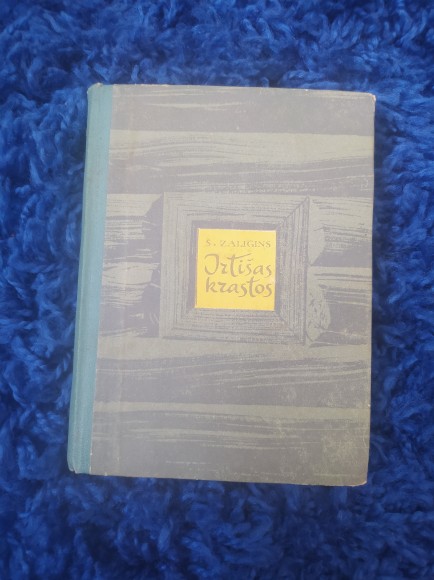 S. ZALIGINS
Irtišas
krastos